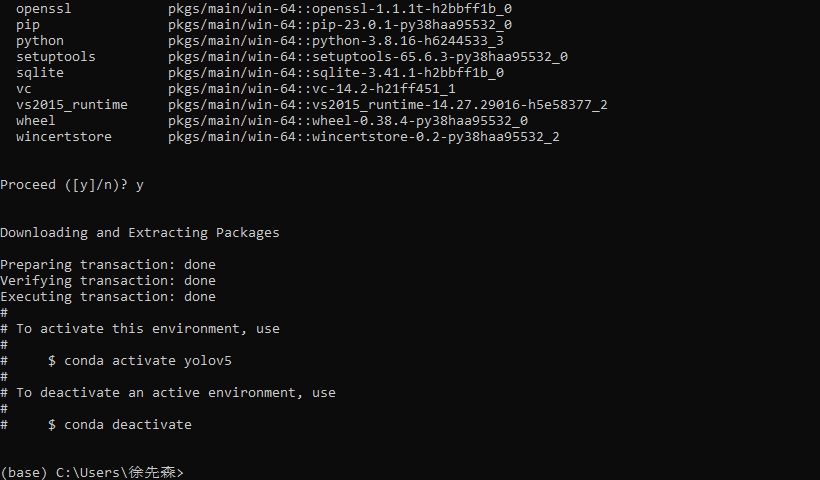 openssl            pkgs/main/win-64::openssl-1.1.1t-h2bbff1b_0
pip                pkgs/main/win-64::pip-23.0.1-py38haa95532_0
python             pkgs/main/win-64::python-3.8.16-h6244533_3
setuptools         pkgs/main/win-64::setuptools-65.6.3-py38haa95532_0
sqlite             pkgs/main/win-64::sqlite-3.41.1-h2bbff1b_0
vc                 pkgs/main/win-64::vc-14.2-h21ff451_1
vs2015_runtime     pkgs/main/win-64::vs2015_runtime-14.27.29016-h5e58377_2
wheel              pkgs/main/win-64::wheel-0.38.4-py38haa95532_0
wincertstore       pkgs/main/win-64::wincertstore-0.2-py38haa95532_2
Proceed ([y]/n)? y
Downloading and Extracting Packages
Preparing transaction: done
Verifying transaction: done
Executing transaction: done
#
# To activate this environment, use
#
#     $ conda activate yolov5
#
# To deactivate an active environment, use
#
#     $ conda deactivate
(base) C:\Users\徐先森>